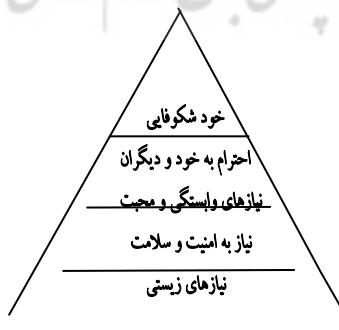 خود شکوفایی
احترام به خود و دیگران
نیازهای وابستگی و محبت
نیاز به امنیت و سلامت
نیازهای زیستی